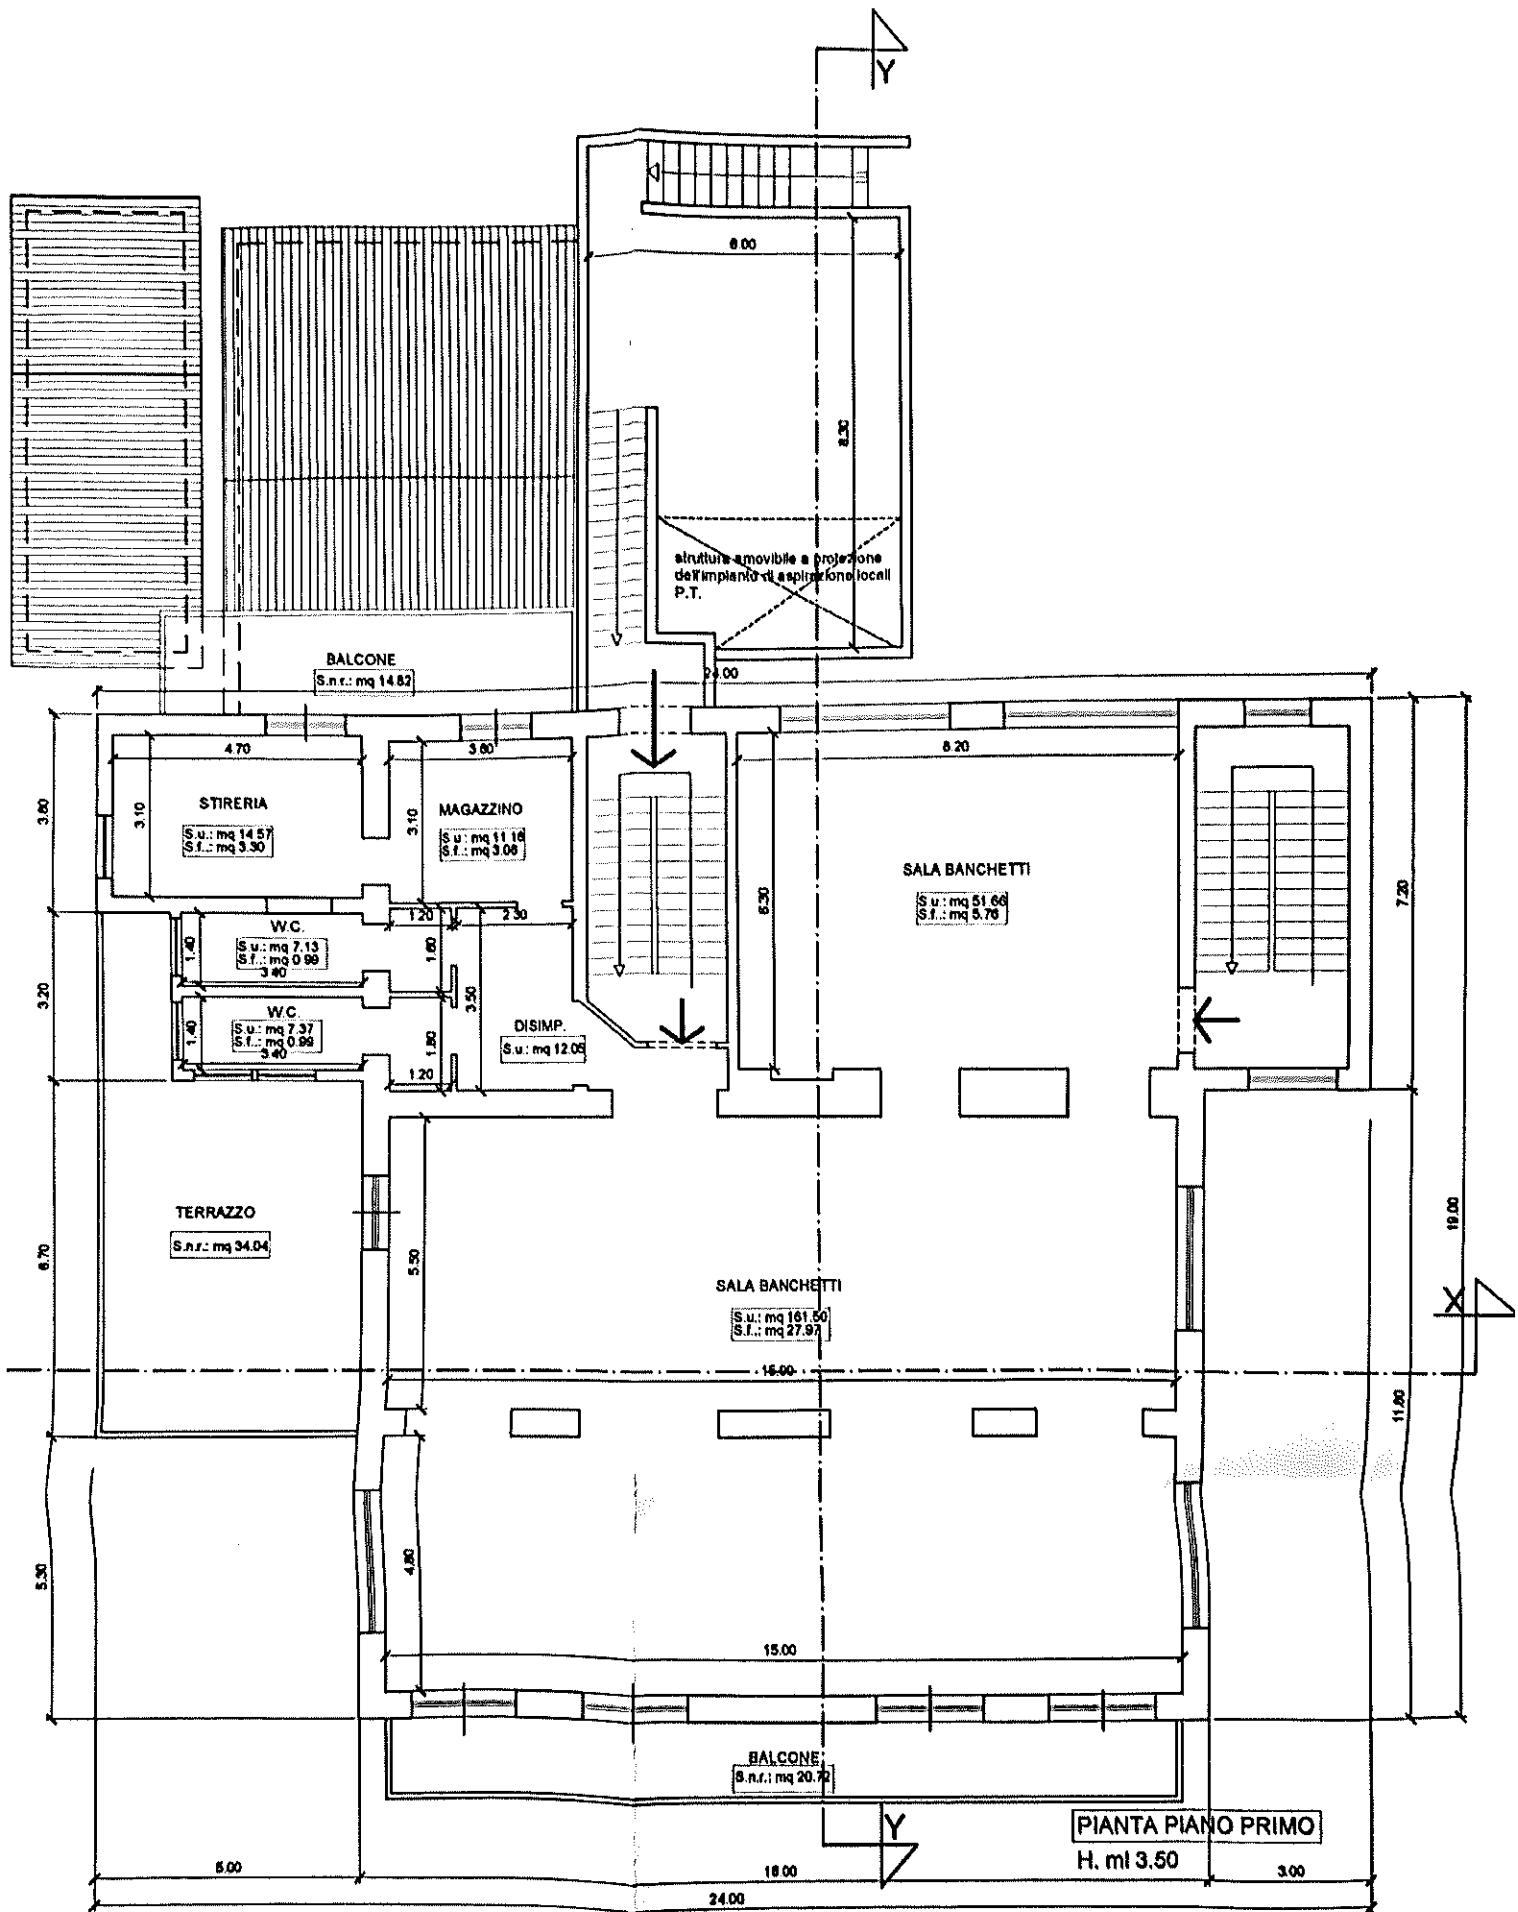 Y
6.00
8.30
struttura amovibile a protezione
dell'impianto di aspirazione locali
P.T.
BALCONE
S.n.r.: mq 14.82
24.00
4.70
3.60
8.20
3.80
3.10
STIRERIA
S.u.: mq 14.57
S.f..: mq 3.30
3.10
MAGAZZINO
S.u.: mq 11.16
S.f..: mq 3.06
6.30
SALA BANCHETTI
S.u.: mq 51.66
S.f..: mq 5.76
7.20
1.20
2.30
3.20
1.40
W.C.
S.u.: mq 7.13
S.f.: mq 0.99
3.40
1.60
3.50
1.40
W.C.
S.u.: mq 7.37
S.f.: mq 0.99
3.40
1.80
1.20
DISIMP.
S.u.: mq 12.05
6.70
TERRAZZO
S.n.r.: mq 34.04
5.50
19.00
SALA BANCHETTI
S.u.: mq 161.50
S.f..: mq 27.97
X
15.00
11.80
5.30
4.80
15.00
BALCONE
S.n.r.: mq 20.72
Y
PIANTA PIANO PRIMO
H. ml 3.50
5.00
16.00
3.00
24.00